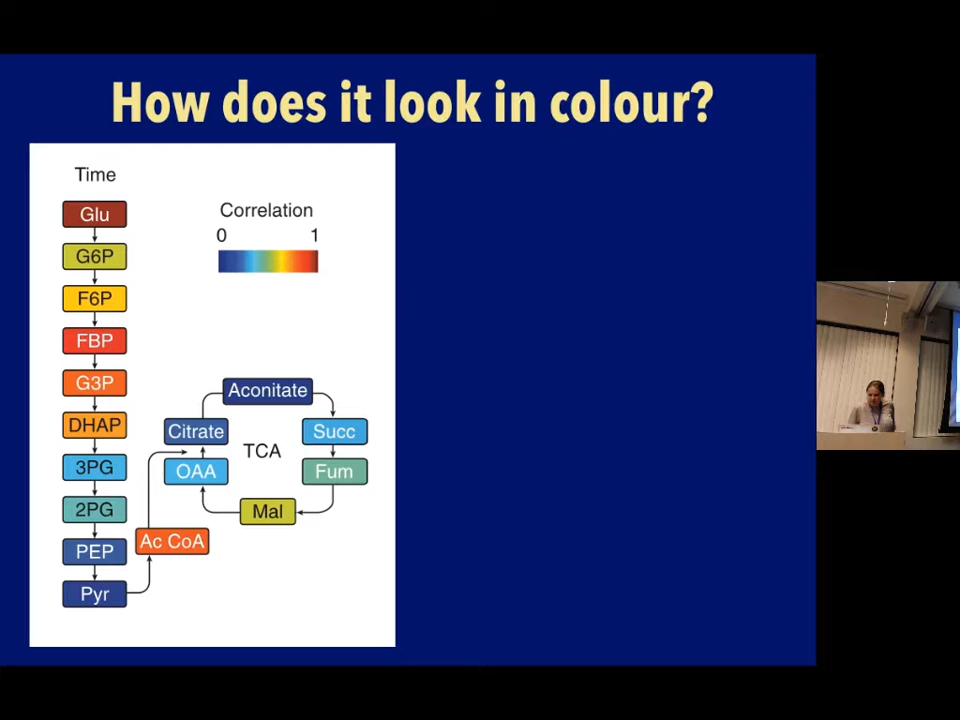 How does it look in colour?
Time
Glu
G6P
F6P
FBP
G3P
DHAP
3PG
2PG
PEP
Pyr
Correlation
0 1
Aconitate
Citrate
Succ
TCA
OAA
Fum
Mal
Ac CoA